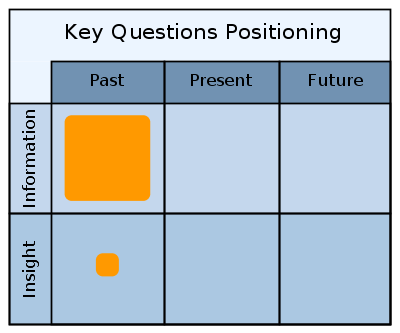 Key Questions Positioning
Past Present Future
Information
Insight